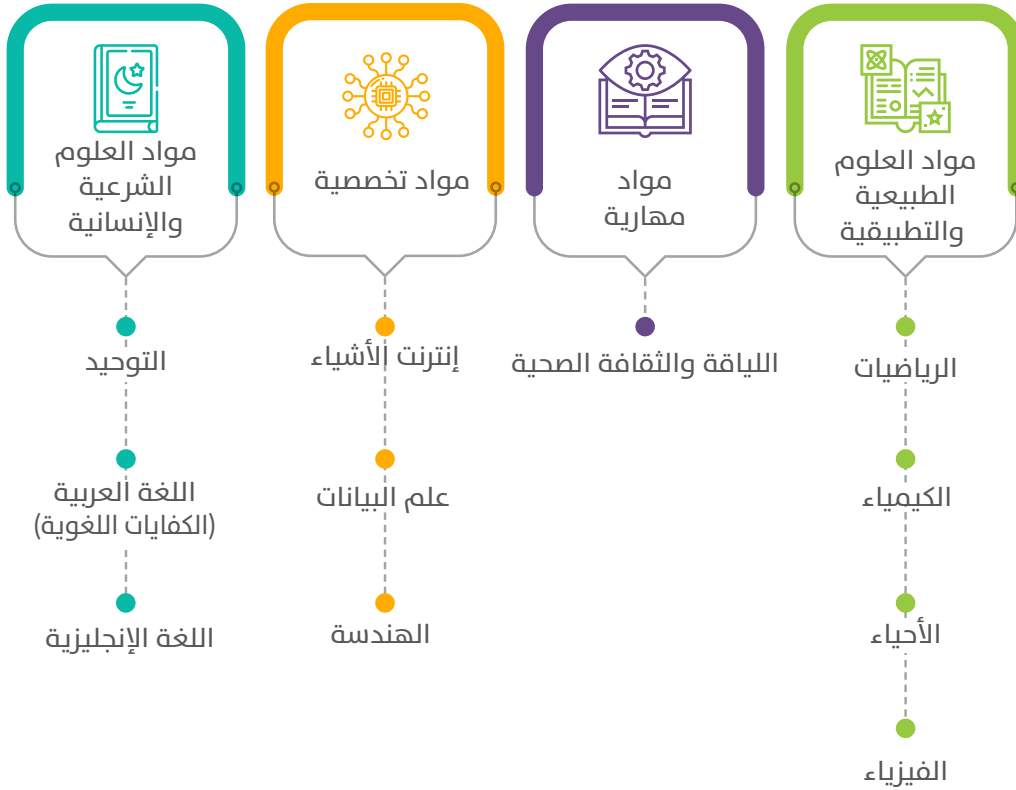 مواد العلوم
الطبيعية
والتطبيقية
الرياضيات
الكيمياء
الأحياء
الفيزياء
مواد
مهارية
اللياقة والثقافة الصحية
مواد تخصصية
إنترنت الأشياء
علم البيانات
الهندسة
مواد العلوم
الشرعية
والإنسانية
التوحيد
اللغة العربية
(الكفايات اللغوية)
اللغة الإنجليزية